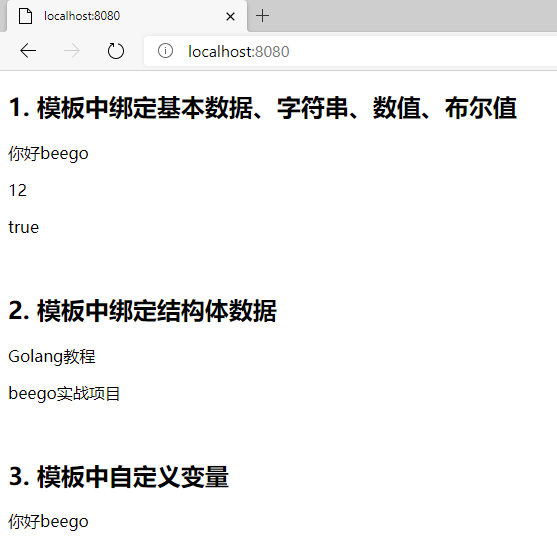 localhost:8080
localhost:8080
1. 模板中绑定基本数据、字符串、数值、布尔值
你好beego
12
true
2. 模板中绑定结构体数据
Golang教程
beego实战项目
3. 模板中自定义变量
你好beego